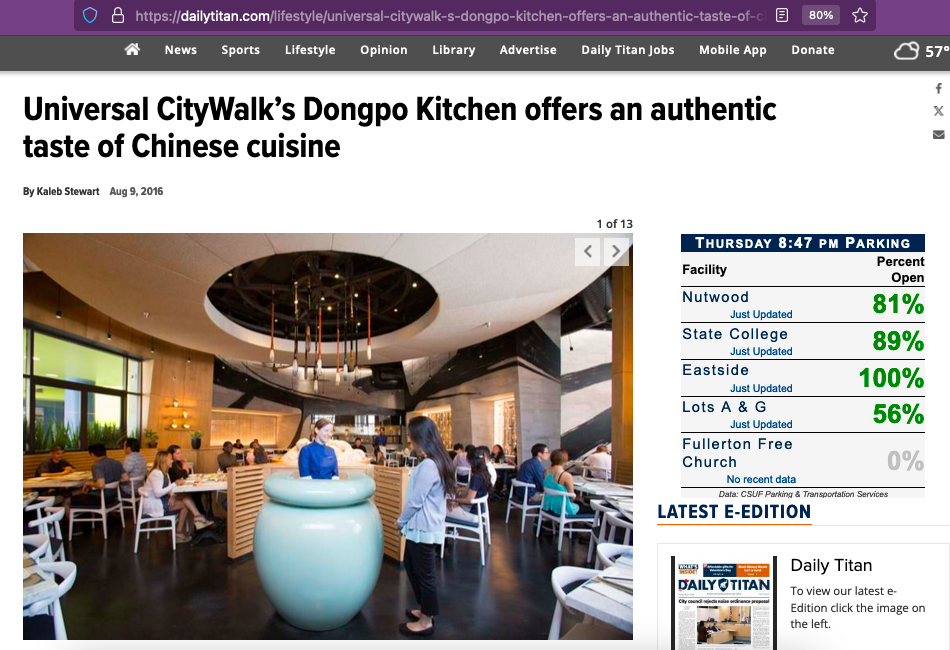 https://dailytitan.com/lifestyle/universal-citywalk-s-dongpo-kitchen-offers-an-authentic-taste-of-c
80%
News Sports Lifestyle Opinion Library Advertise Daily Titan Jobs Mobile App Donate
57°
Universal CityWalk’s Dongpo Kitchen offers an authentic
taste of Chinese cuisine
By Kaleb Stewart Aug 9, 2016
1 of 13
THURSDAY 8:47 PM PARKING
Facility Percent
Open
Nutwood 81%
Just Updated
State College 89%
Just Updated
Eastside 100%
Just Updated
Lots A & G 56%
Just Updated
Fullerton Free
Church 0%
No recent data
Data: CSUF Parking & Transportation Services
LATEST E-EDITION
WHAT'S
INSIDE:
DAILY TITAN
City council rejects noise ordinance proposal
Daily Titan
To view our latest e-
Edition click the image on
the left.